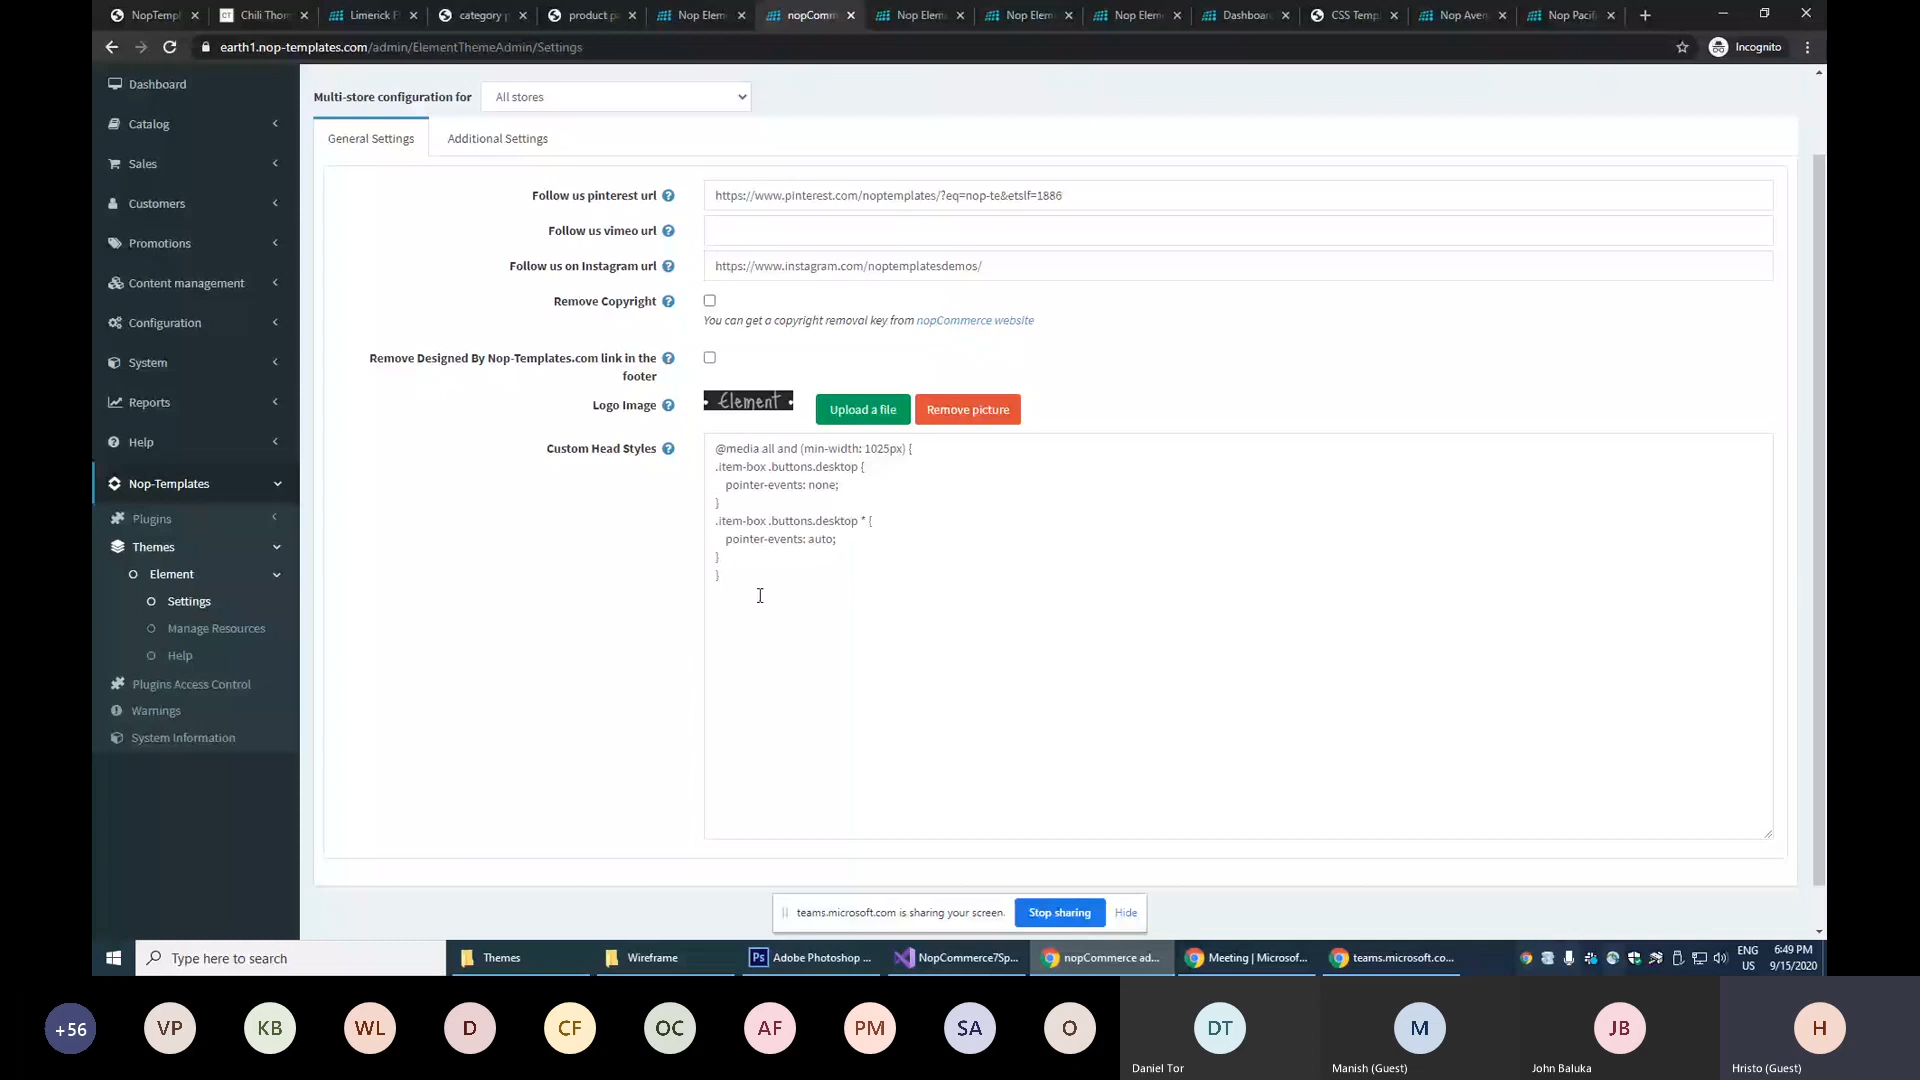 NopTempl
Chili Thom
Limerick F
category p
product p
Nop Elem
nopComm
Nop Elem
Nop Elem
Nop Elem
Dashboar
CSS Temp
Nop Aven
Nop Pacif
earth1.nop-templates.com/admin/ElementThemeAdmin/Settings
Incognito
Dashboard
Catalog
Sales
Customers
Promotions
Content management
Configuration
System
Reports
Help
Nop-Templates
Plugins
Themes
Element
Settings
Manage Resources
Help
Plugins Access Control
Warnings
System Information
Multi-store configuration for All stores
General Settings Additional Settings
Follow us pinterest url ? https://www.pinterest.com/noptemplates/?eq=nop-te&etslf=1886
Follow us vimeo url ?
Follow us on Instagram url ? https://www.instagram.com/noptemplatesdemos/
Remove Copyright ?
You can get a copyright removal key from nopCommerce website
Remove Designed By Nop-Templates.com link in the ?
footer
Logo Image ? Element Upload a file Remove picture
Custom Head Styles ?
@media all and (min-width: 1025px) {
.item-box .buttons.desktop {
pointer-events: none;
}
.item-box .buttons.desktop * {
pointer-events: auto;
}
}
teams.microsoft.com is sharing your screen. Stop sharing Hide
Type here to search
Themes
Wireframe
Ps Adobe Photoshop ...
NopCommerce7Sp...
nopCommerce ad...
Meeting | Microsof...
teams.microsoft.co...
ENG
US
6:49 PM
9/15/2020
+56 VP KB WL D CF OC AF PM SA O DT M JB H
Daniel Tor Manish (Guest) John Baluka Hristo (Guest)